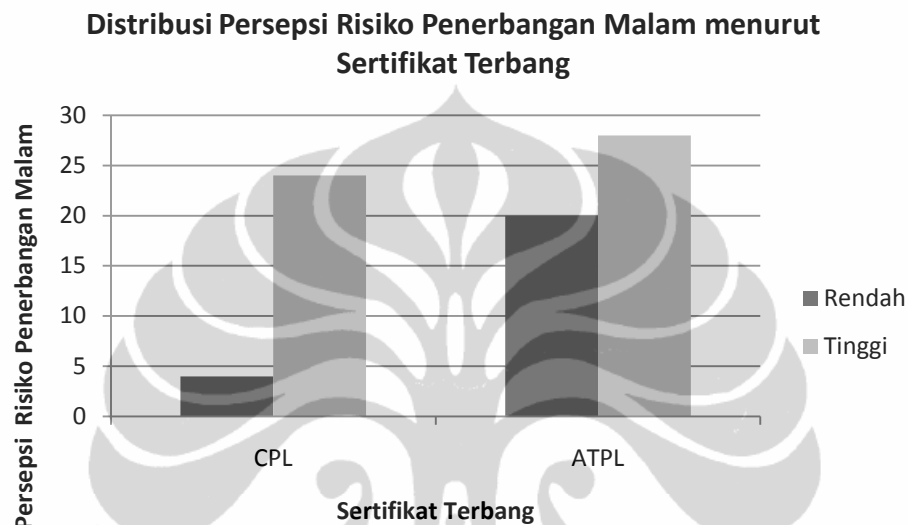 Distribusi Persepsi Risiko Penerbangan Malam menurut
Sertifikat Terbang
Persepsi Risiko Penerbangan Malam
30
25
20
15
10
5
0
CPL
ATPL
Sertifikat Terbang
Rendah
Tinggi